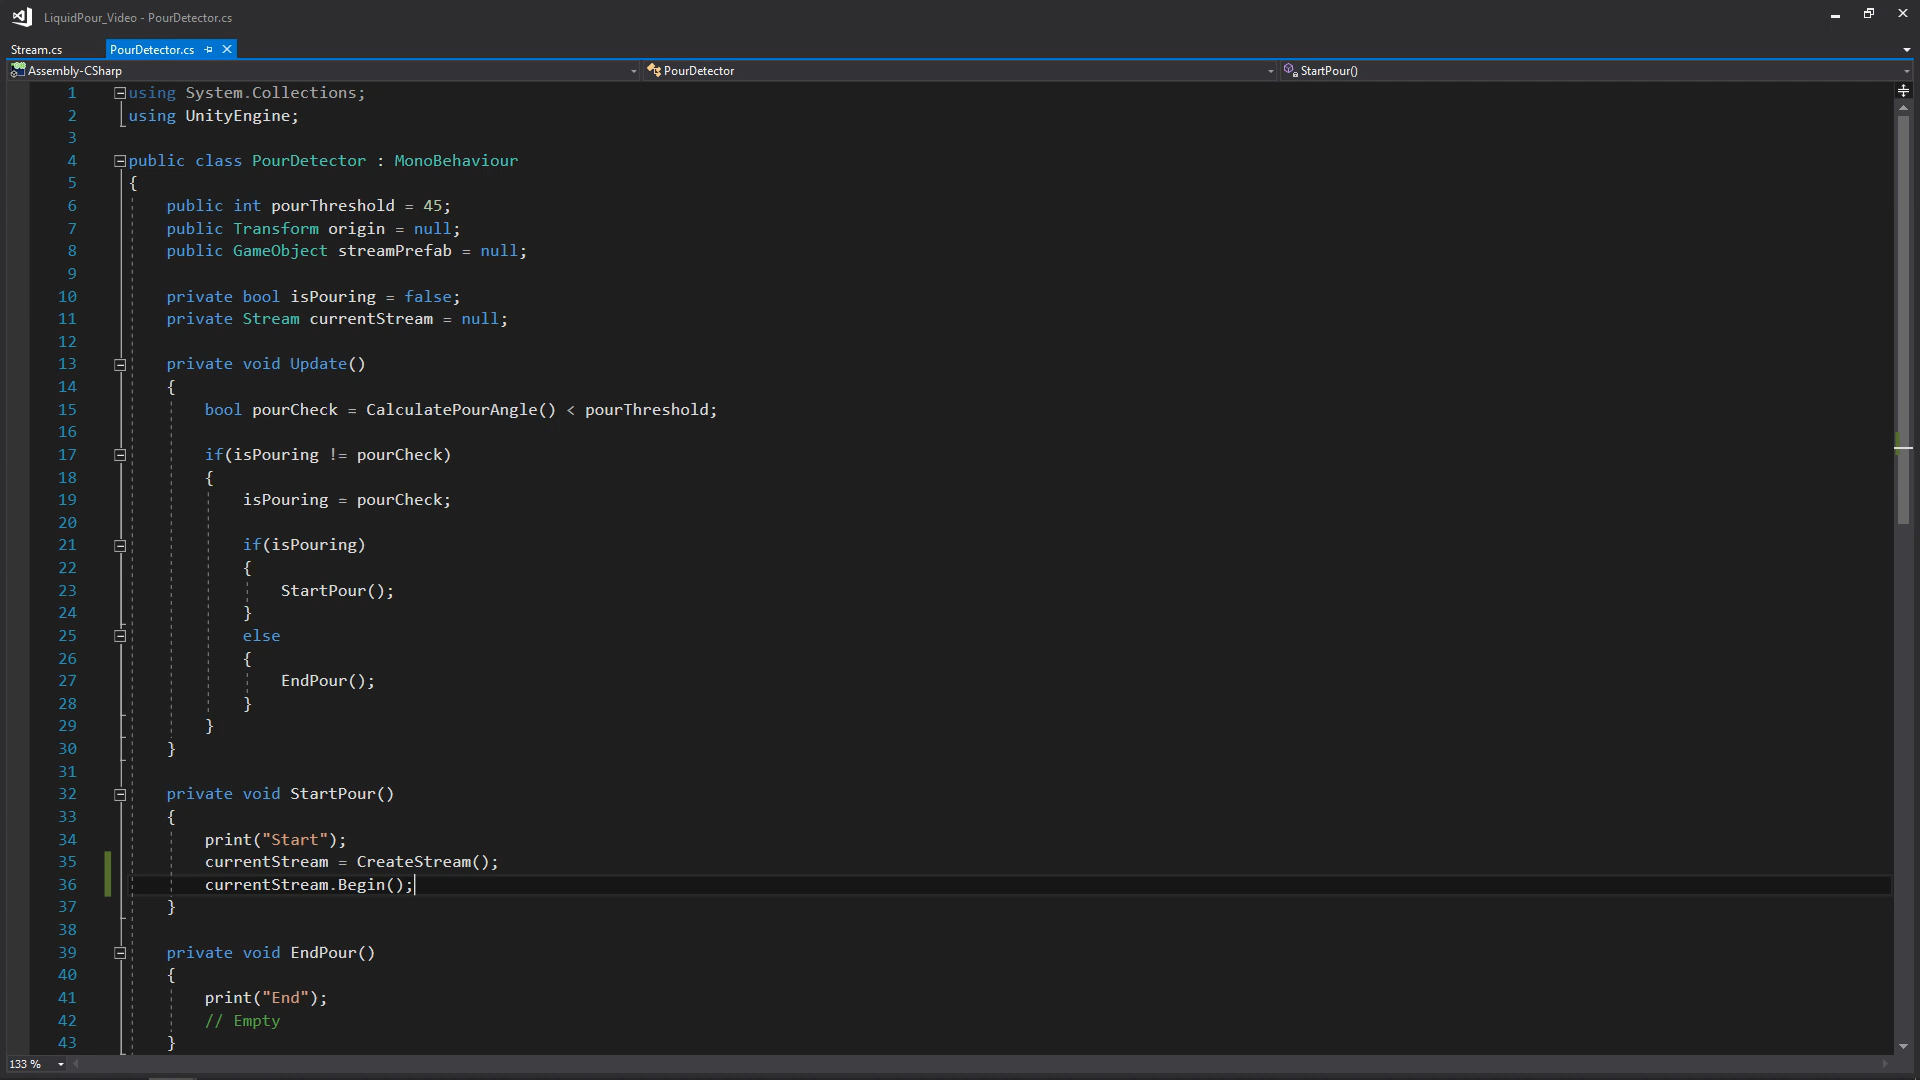 LiquidPour_Video - PourDetector.cs
Stream.cs PourDetector.cs
Assembly-CSharp PourDetector StartPour()
1 using System.Collections;
2 using UnityEngine;
3
4 public class PourDetector : MonoBehaviour
5 {
6 public int pourThreshold = 45;
7 public Transform origin = null;
8 public GameObject streamPrefab = null;
9
10 private bool isPouring = false;
11 private Stream currentStream = null;
12
13 private void Update()
14 {
15 bool pourCheck = CalculatePourAngle() < pourThreshold;
16
17 if(isPouring != pourCheck)
18 {
19 isPouring = pourCheck;
20
21 if(isPouring)
22 {
23 StartPour();
24 }
25 else
26 {
27 EndPour();
28 }
29 }
30 }
31
32 private void StartPour()
33 {
34 print("Start");
35 currentStream = CreateStream();
36 currentStream.Begin();
37 }
38
39 private void EndPour()
40 {
41 print("End");
42 // Empty
43 }
133 %